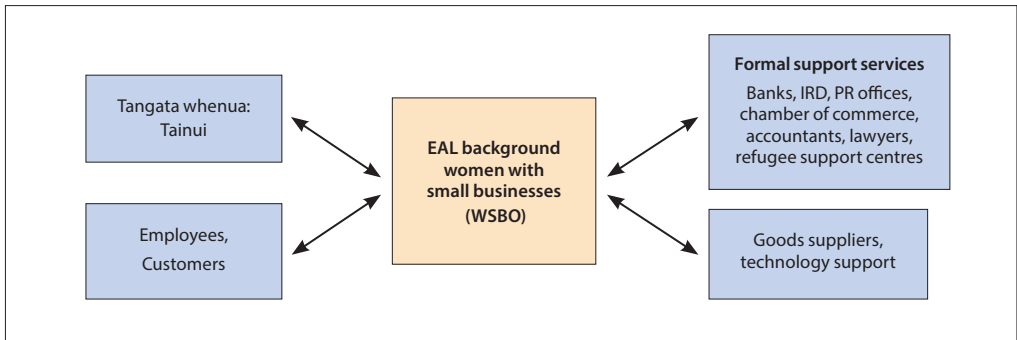 Tangata whenua:
Tainui
Employees,
Customers
EAL background
women with
small businesses
(WSBO)
Formal support services
Banks, IRD, PR offices,
chamber of commerce,
accountants, lawyers,
refugee support centres
Goods suppliers,
technology support